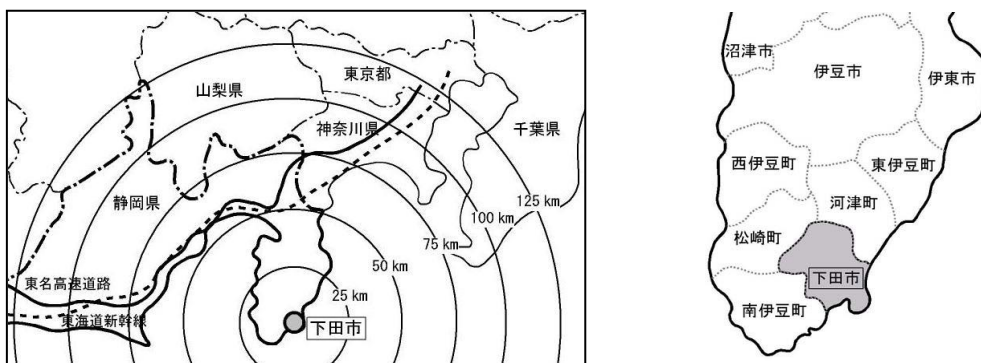 東京都
山梨県
神奈川県
千葉県
静岡県
125 km
100 km
75 km
50 km
25 km
東名高速道路
東海道新幹線
下田市
沼津市
伊豆市
伊東市
西伊豆町
東伊豆町
河津町
松崎町
下田市
南伊豆町